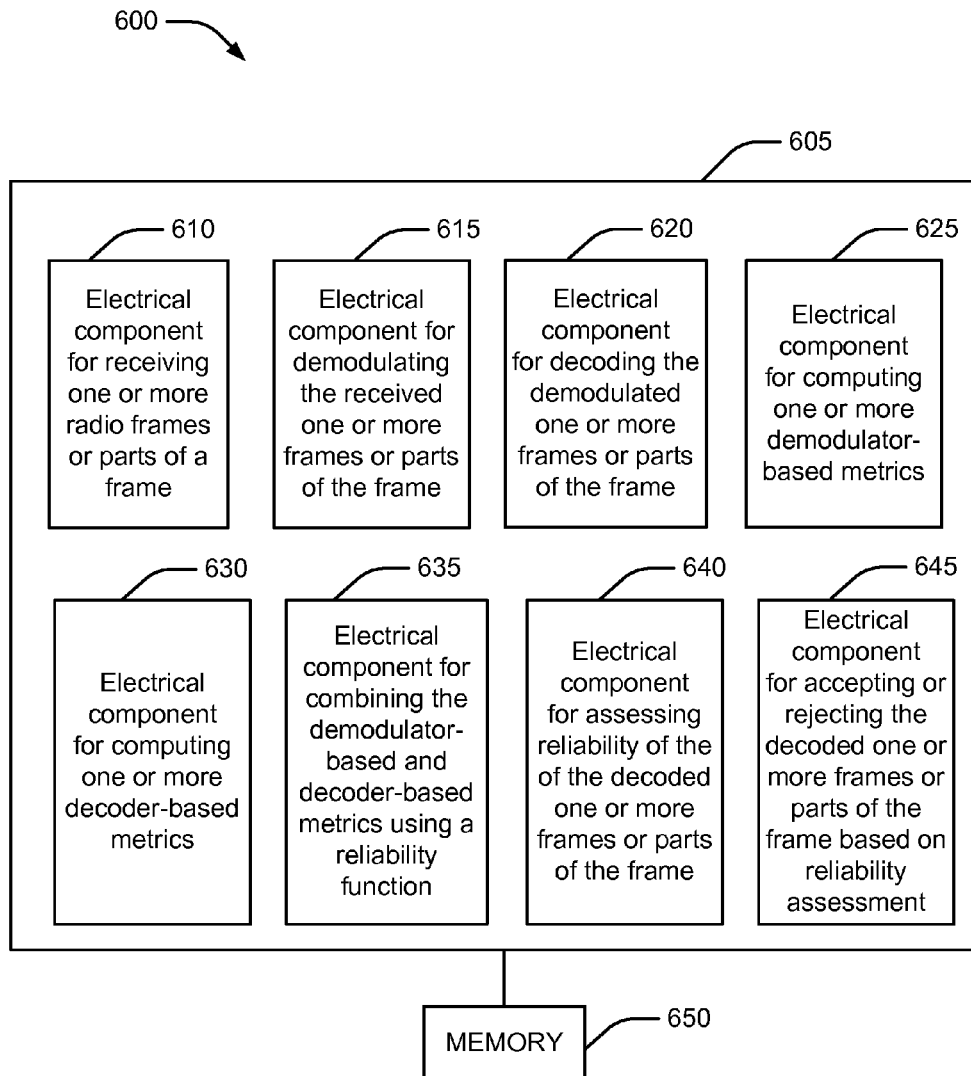 600
605
610
Electrical
component
for receiving
one or more
radio frames
or parts of a
frame
615
Electrical
component for
demodulating
the received
one or more
frames or parts
of the frame
620
Electrical
component
for decoding the
demodulated
one or more
frames or parts
of the frame
625
Electrical
component
for computing
one or more
demodulator-
based metrics
630
Electrical
component
for computing
one or more
decoder-based
metrics
635
Electrical
component for
combining the
demodulator-
based and
decoder-based
metrics using a
reliability
function
640
Electrical
component
for assessing
reliability of the
of the decoded
one or more
frames or parts
of the frame
645
Electrical
component
for accepting or
rejecting the
decoded one or
more frames or
parts of the
frame based on
reliability
assessment
MEMORY
650